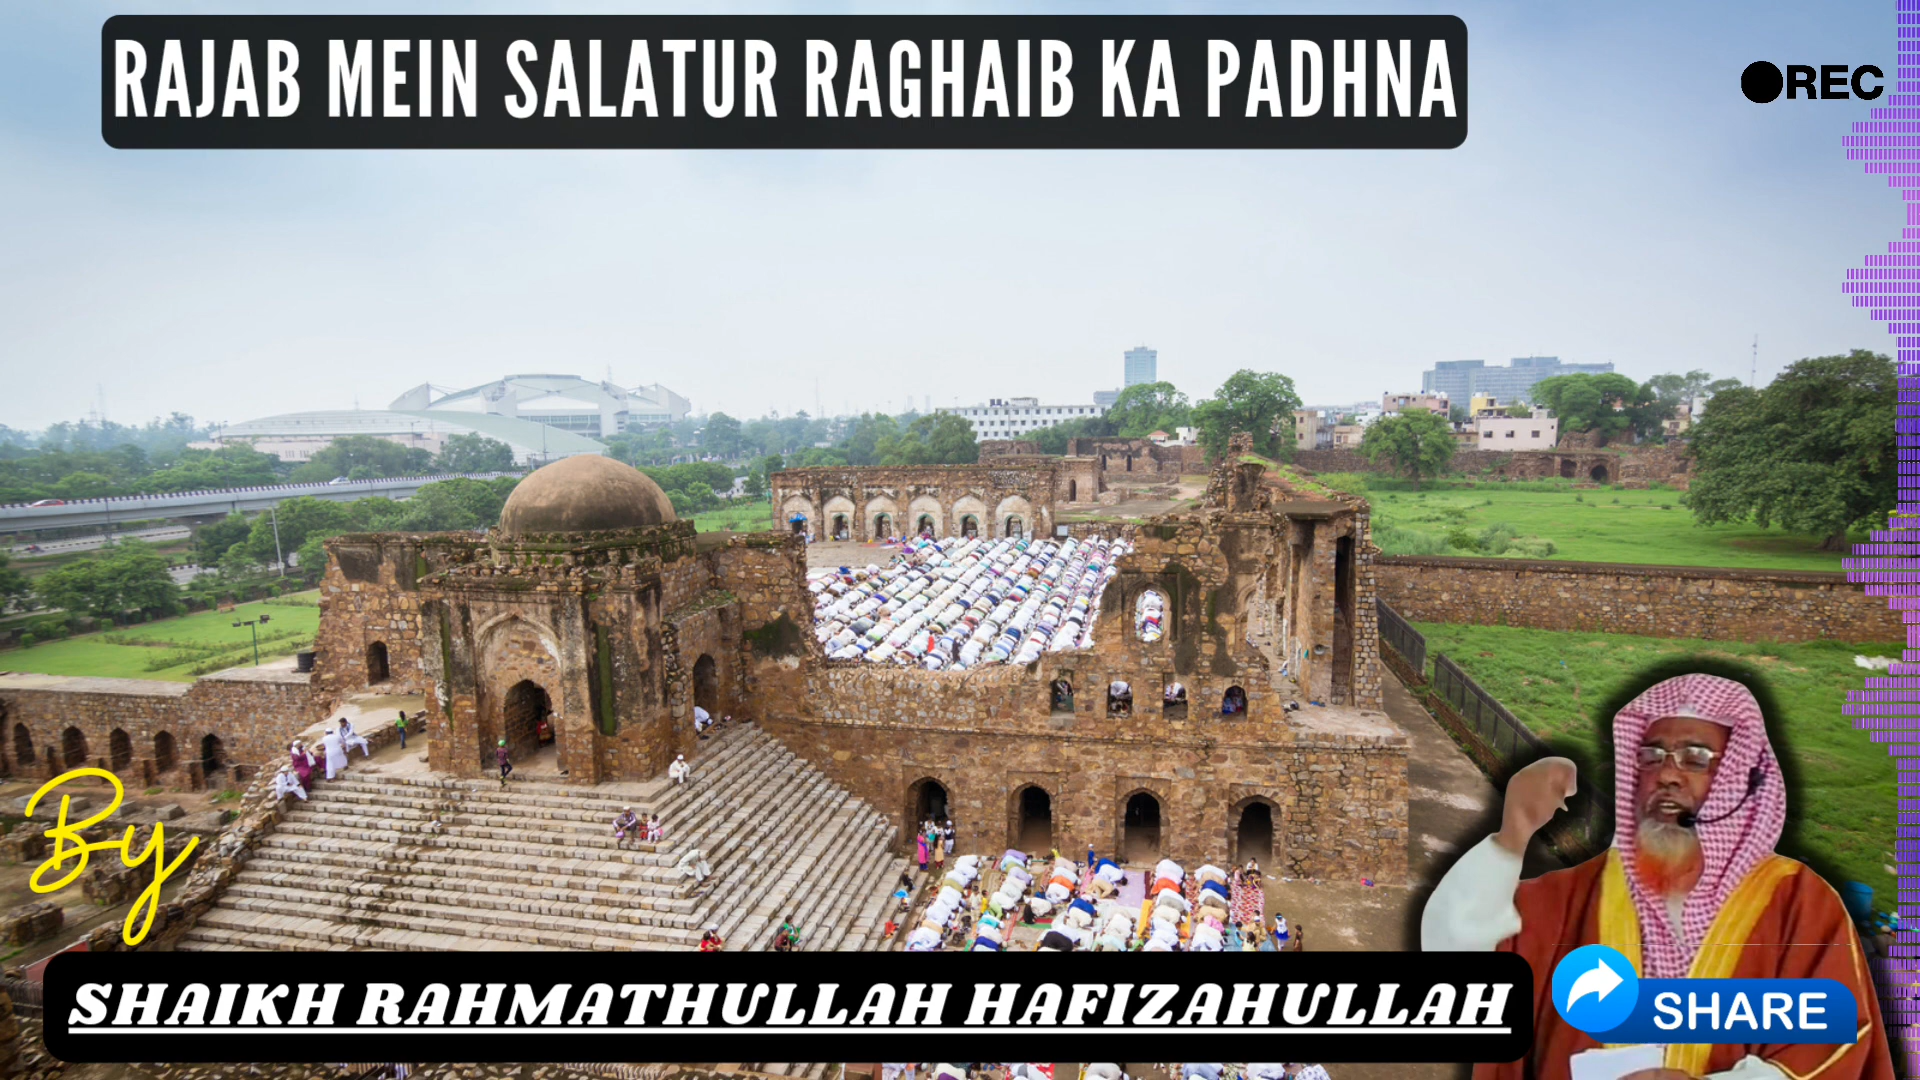 RAJAB MEIN SALATUR RAGHAIB KA PADHNA
REC
By
SHAIKH RAHMATHULLAH HAFIZAHULLAH
SHARE